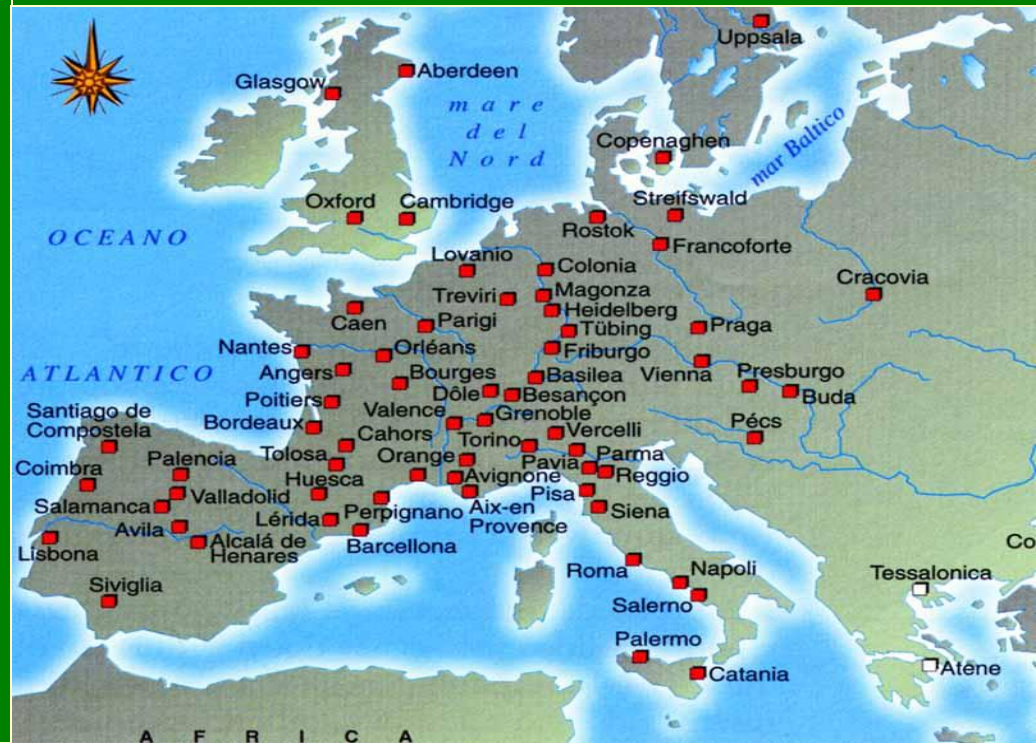 Uppsala
Glasgow
Aberdeen
mare
del
Nord
Copenaghen
mar Baltico
Oxford
Cambridge
Streifswald
Rostok
Francoforte
OCEANO
Lovanio
Colonia
Cracovia
Treviri
Magonza
Heidelberg
Caen
Parigi
Tübing
Praga
Nantes
Orléans
Friburgo
ATLANTICO
Angers
Bourges
Basilea
Vienna
Presburgo
Dôle
Besançon
Buda
Poitiers
Santiago de
Compostela
Bordeaux
Valence
Grenoble
Pécs
Cahors
Torino
Vercelli
Coimbra
Palencia
Tolosa
Orange
Parma
Pavia
Reggio
Huesca
Avignone
Salamanca
Valladolid
Pisa
Perpignano
Aix-en
Provence
Siena
Avila
Lérida
Lisbona
Alcalá de
Henares
Barcellona
Co
Roma
Napoli
Tessalonica
Siviglia
Salerno
Palermo
Catania
Atene
AFRICA